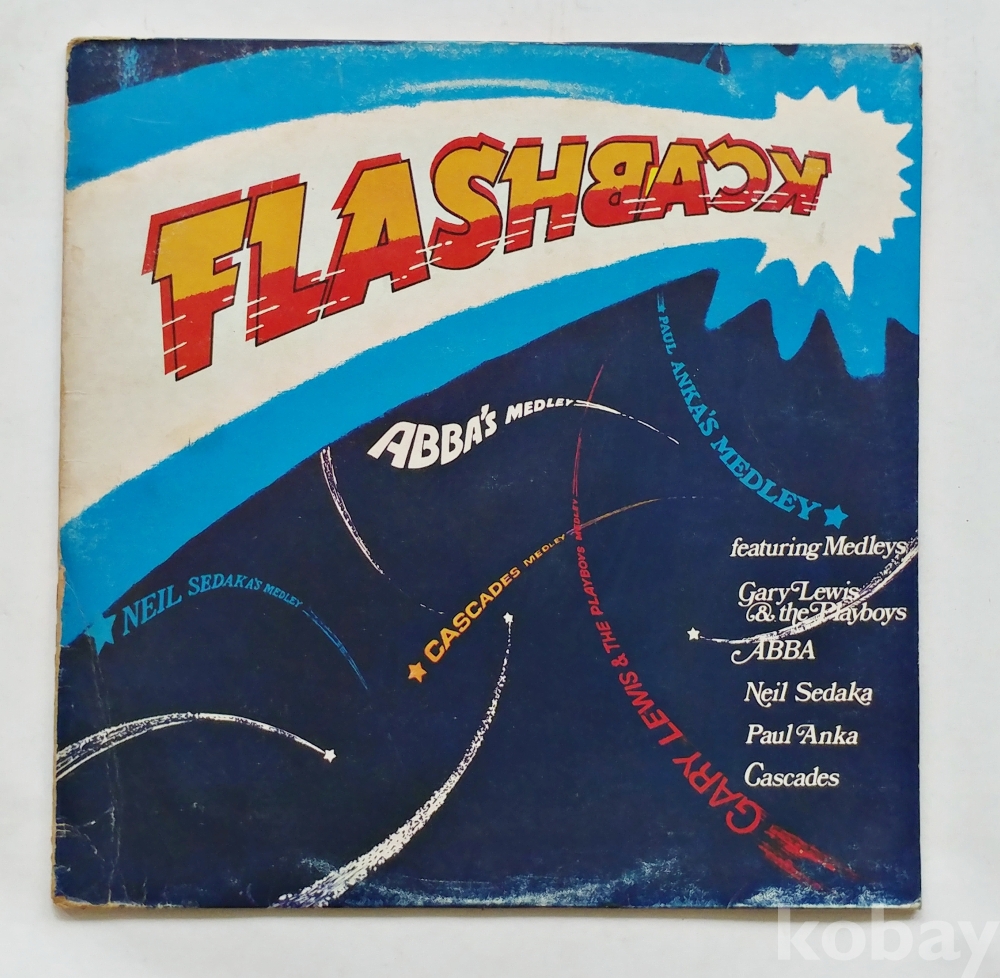 FLASHBACK
PAUL ANKA'S MEDLEY
ABBA'S MEDLEY
NEIL SEDAKA'S MEDLEY
CASCADES MEDLEY
GARY LEWIS & THE PLAYBOYS MEDLEY
featuring Medleys
Gary Lewis
& the Playboys
ABBA
Neil Sedaka
Paul Anka
Cascades
kobay